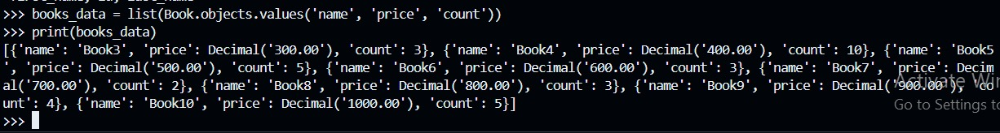 >>> books_data = list(Book.objects.values('name', 'price', 'count'))
>>> print(books_data)
[{'name': 'Book3', 'price': Decimal('300.00'), 'count': 3}, {'name': 'Book4', 'price': Decimal('400.00'), 'count': 10}, {'name': 'Book5
', 'price': Decimal('500.00'), 'count': 5}, {'name': 'Book6', 'price': Decimal('600.00'), 'count': 3}, {'name': 'Book7', 'price': Decim
al('700.00'), 'count': 2}, {'name': 'Book8', 'price': Decimal('800.00'), 'count': 3}, {'name': 'Book9', 'price': Decimal('900.00'), 'co
unt': 4}, {'name': 'Book10', 'price': Decimal('1000.00'), 'count': 5}]
>>>
Activate Win
Go to Settings to